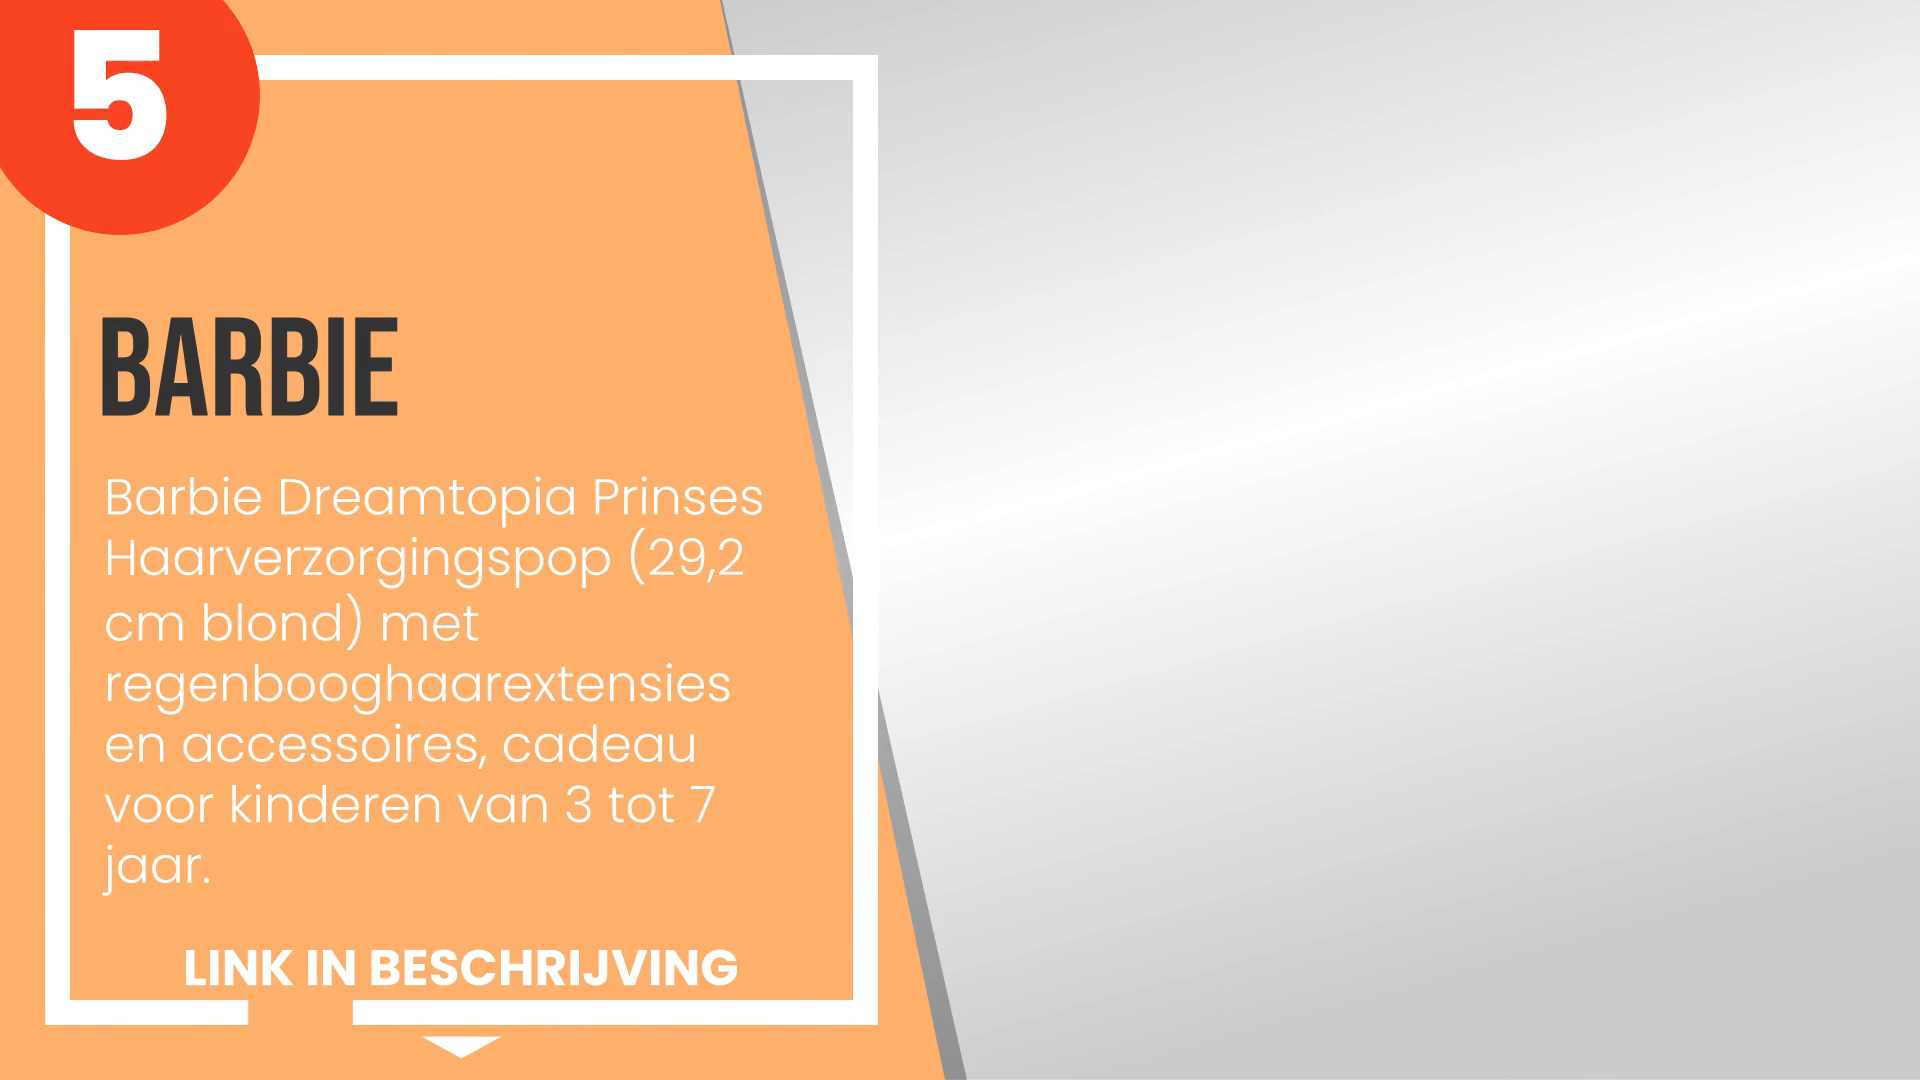 5
BARBIE
Barbie Dreamtopia Prinses
Haarverzorgingspop (29,2
cm blond) met
regenbooghaarextensies
en accessoires, cadeau
voor kinderen van 3 tot 7
jaar.
LINK IN BESCHRIJVING